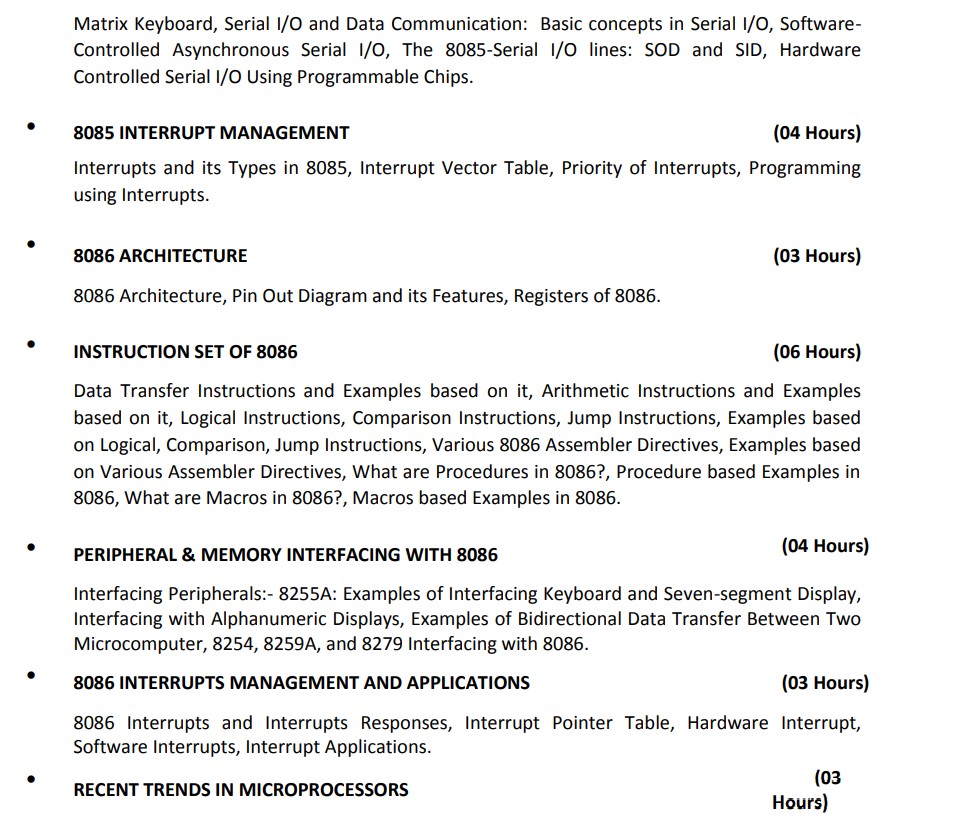 Matrix Keyboard, Serial I/O and Data Communication: Basic concepts in Serial I/O, Software-
Controlled Asynchronous Serial I/O, The 8085-Serial I/O lines: SOD and SID, Hardware
Controlled Serial I/O Using Programmable Chips.
• 8085 INTERRUPT MANAGEMENT (04 Hours)
Interrupts and its Types in 8085, Interrupt Vector Table, Priority of Interrupts, Programming
using Interrupts.
• 8086 ARCHITECTURE (03 Hours)
8086 Architecture, Pin Out Diagram and its Features, Registers of 8086.
• INSTRUCTION SET OF 8086 (06 Hours)
Data Transfer Instructions and Examples based on it, Arithmetic Instructions and Examples
based on it, Logical Instructions, Comparison Instructions, Jump Instructions, Examples based
on Logical, Comparison, Jump Instructions, Various 8086 Assembler Directives, Examples based
on Various Assembler Directives, What are Procedures in 8086?, Procedure based Examples in
8086, What are Macros in 8086?, Macros based Examples in 8086.
• PERIPHERAL & MEMORY INTERFACING WITH 8086 (04 Hours)
Interfacing Peripherals:- 8255A: Examples of Interfacing Keyboard and Seven-segment Display,
Interfacing with Alphanumeric Displays, Examples of Bidirectional Data Transfer Between Two
Microcomputer, 8254, 8259A, and 8279 Interfacing with 8086.
• 8086 INTERRUPTS MANAGEMENT AND APPLICATIONS (03 Hours)
8086 Interrupts and Interrupts Responses, Interrupt Pointer Table, Hardware Interrupt,
Software Interrupts, Interrupt Applications.
• RECENT TRENDS IN MICROPROCESSORS (03
Hours)